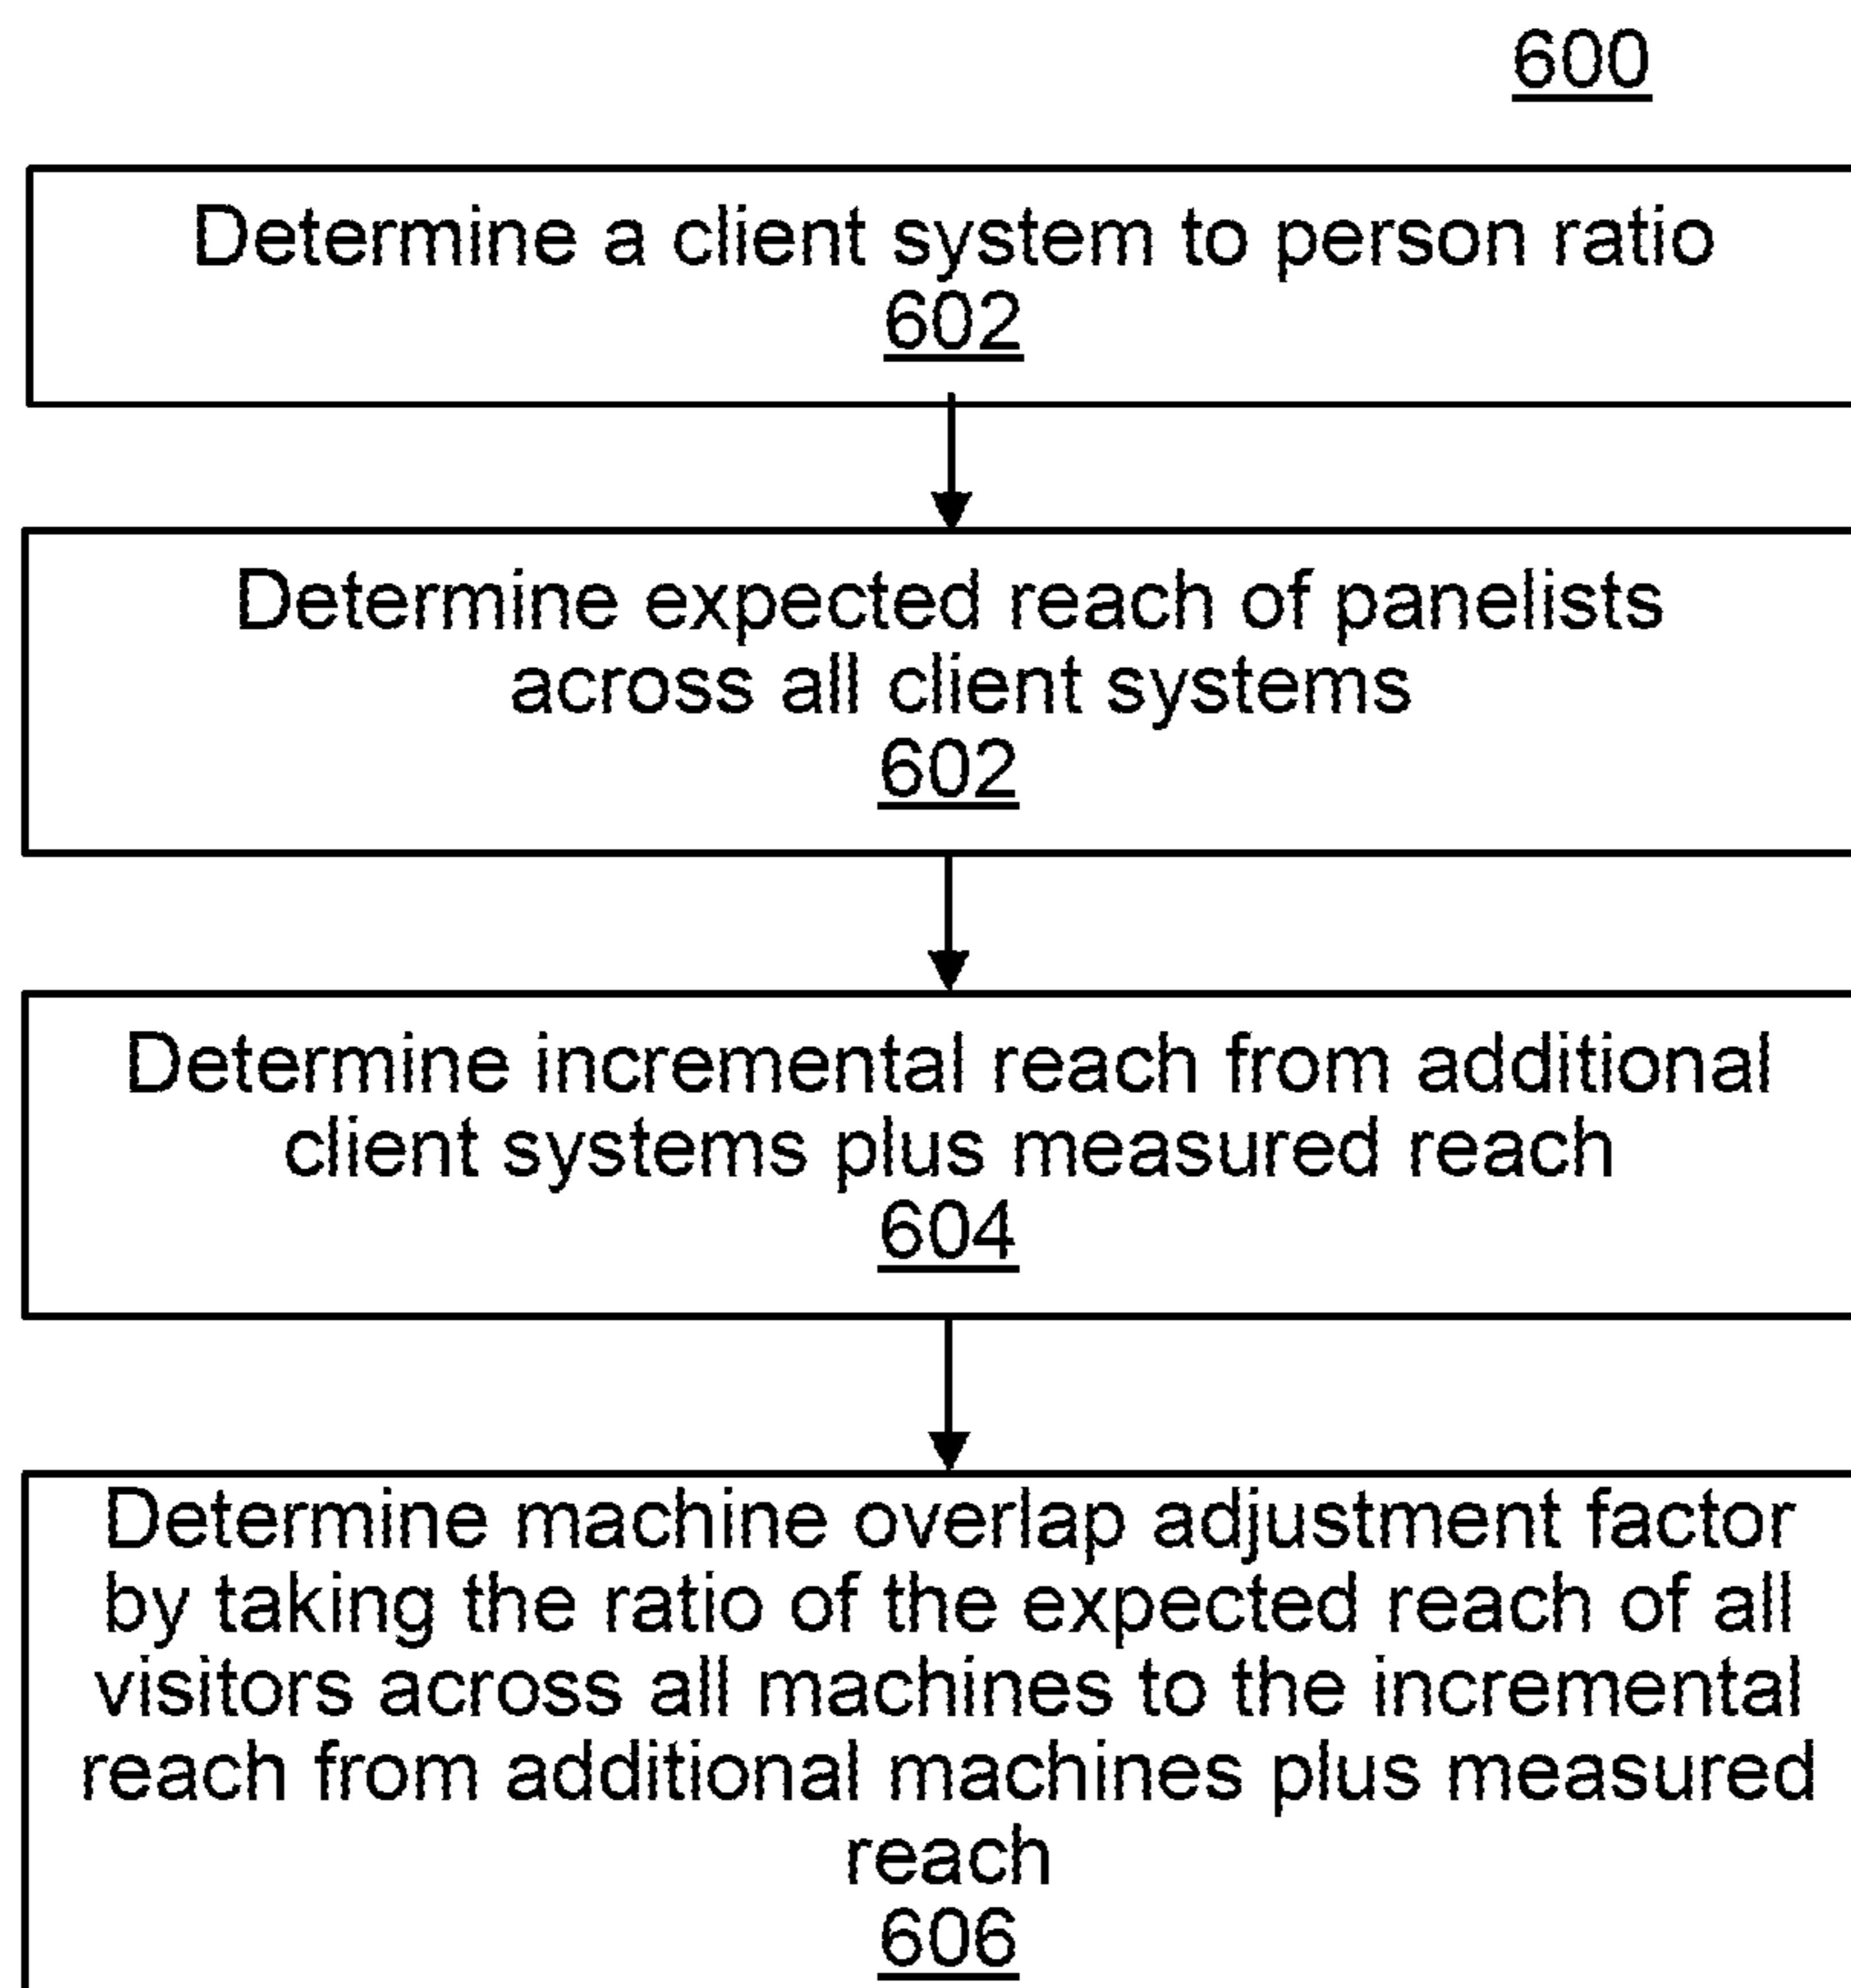 600
Determine a client system to person ratio
602
Determine expected reach of panelists
across all client systems
602
Determine incremental reach from additional
client systems plus measured reach
604
Determine machine overlap adjustment factor
by taking the ratio of the expected reach of all
visitors across all machines to the incremental
reach from additional machines plus measured
reach
606